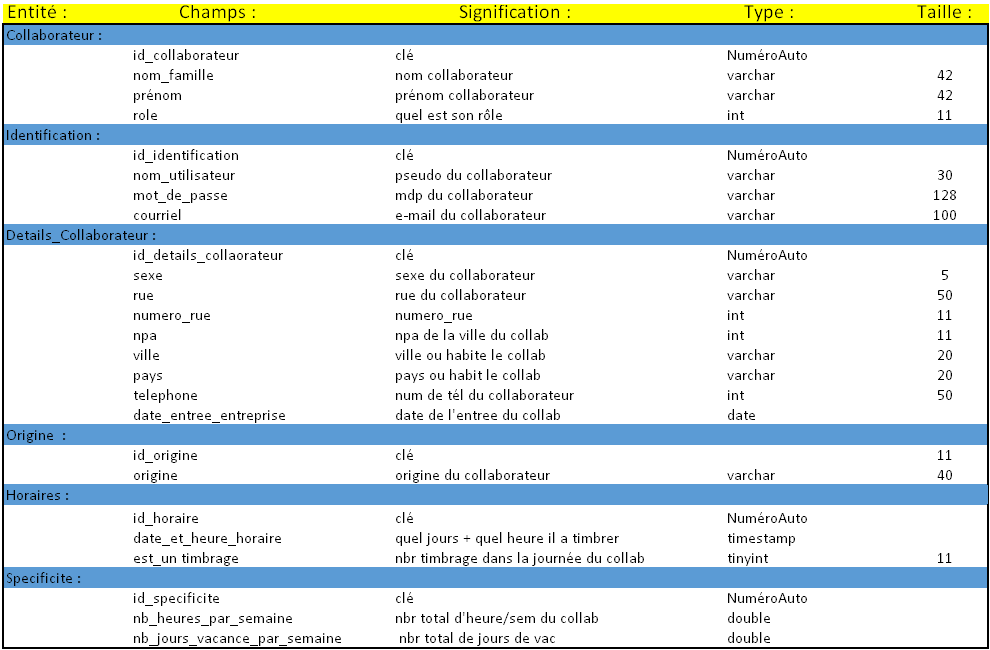 Entité : Champs : Signification : Type : Taille :
Collaborateur :
id_collaborateur clé NuméroAuto
nom_famille nom collaborateur varchar 42
prénom prénom collaborateur varchar 42
role quel est son rôle int 11
Identification :
id_identification clé NuméroAuto
nom_utilisateur pseudo du collaborateur varchar 30
mot_de_passe mdp du collaborateur varchar 128
courriel e-mail du collaborateur varchar 100
Details_Collaborateur :
id_details_collaorateur clé NuméroAuto
sexe sexe du collaborateur varchar 5
rue rue du collaborateur varchar 50
numero_rue numero_rue int 11
npa npa de la ville du collab int 11
ville ville ou habite le collab varchar 20
pays pays ou habit le collab varchar 20
telephone num de tél du collaborateur int 50
date_entree_entreprise date de l'entree du collab date
Origine :
id_origine clé 11
origine origine du collaborateur varchar 40
Horaires :
id_horaire clé NuméroAuto
date_et_heure_horaire quel jours + quel heure il a timbrer timestamp
est_un timbrage nbr timbrage dans la journée du collab tinyint 11
Specificite :
id_specificite clé NuméroAuto
nb_heures_par_semaine nbr total d'heure/sem du collab double
nb_jours_vacance_par_semaine nbr total de jours de vac double